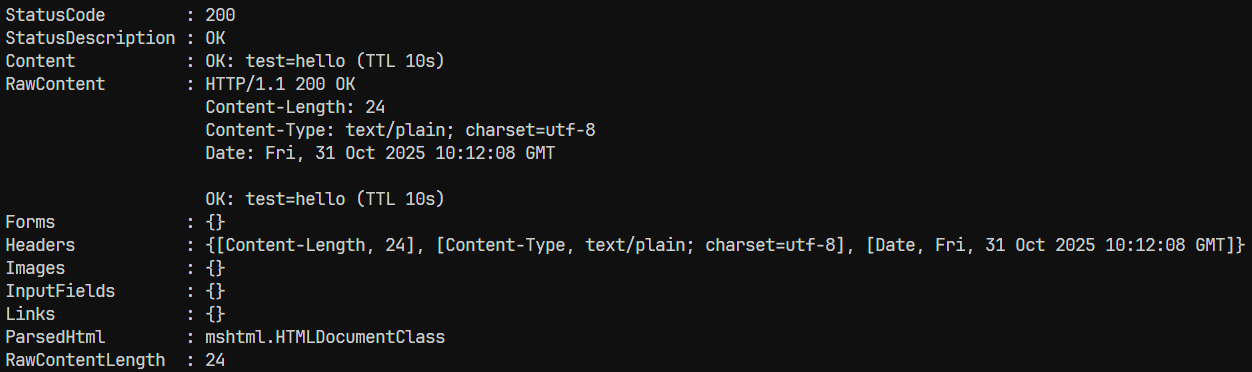 StatusCode        : 200
StatusDescription : OK
Content           : OK: test=hello (TTL 10s)
RawContent        : HTTP/1.1 200 OK
                    Content-Length: 24
                    Content-Type: text/plain; charset=utf-8
                    Date: Fri, 31 Oct 2025 10:12:08 GMT

                    OK: test=hello (TTL 10s)
Forms             : {}
Headers           : {[Content-Length, 24], [Content-Type, text/plain; charset=utf-8], [Date, Fri, 31 Oct 2025 10:12:08 GMT]}
Images            : {}
InputFields       : {}
Links             : {}
ParsedHtml        : mshtml.HTMLDocumentClass
RawContentLength  : 24